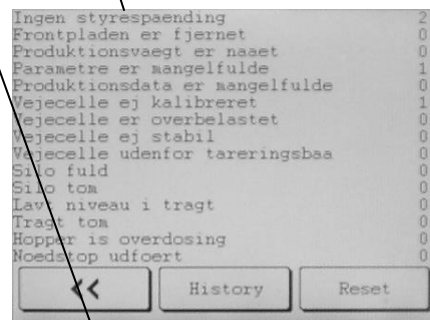 Ingen styrespaending 2
Frontpladen er fjernet 0
Produktionsvaegt er naaet 0
Parametre er mangelfulde 1
Produktionsdata er mangelfulde 0
Vejecelle ej kalibreret 1
Vejecelle er overbelastet 0
Vejecelle ej stabil 0
Vejecelle udenfor tareringsbaa 0
Silo fuld 0
Silo tom 0
Lavt niveau i tragt 0
Tragt tom 0
Hopper is overdosing 0
Noedstop udfoert 0
<< History Reset